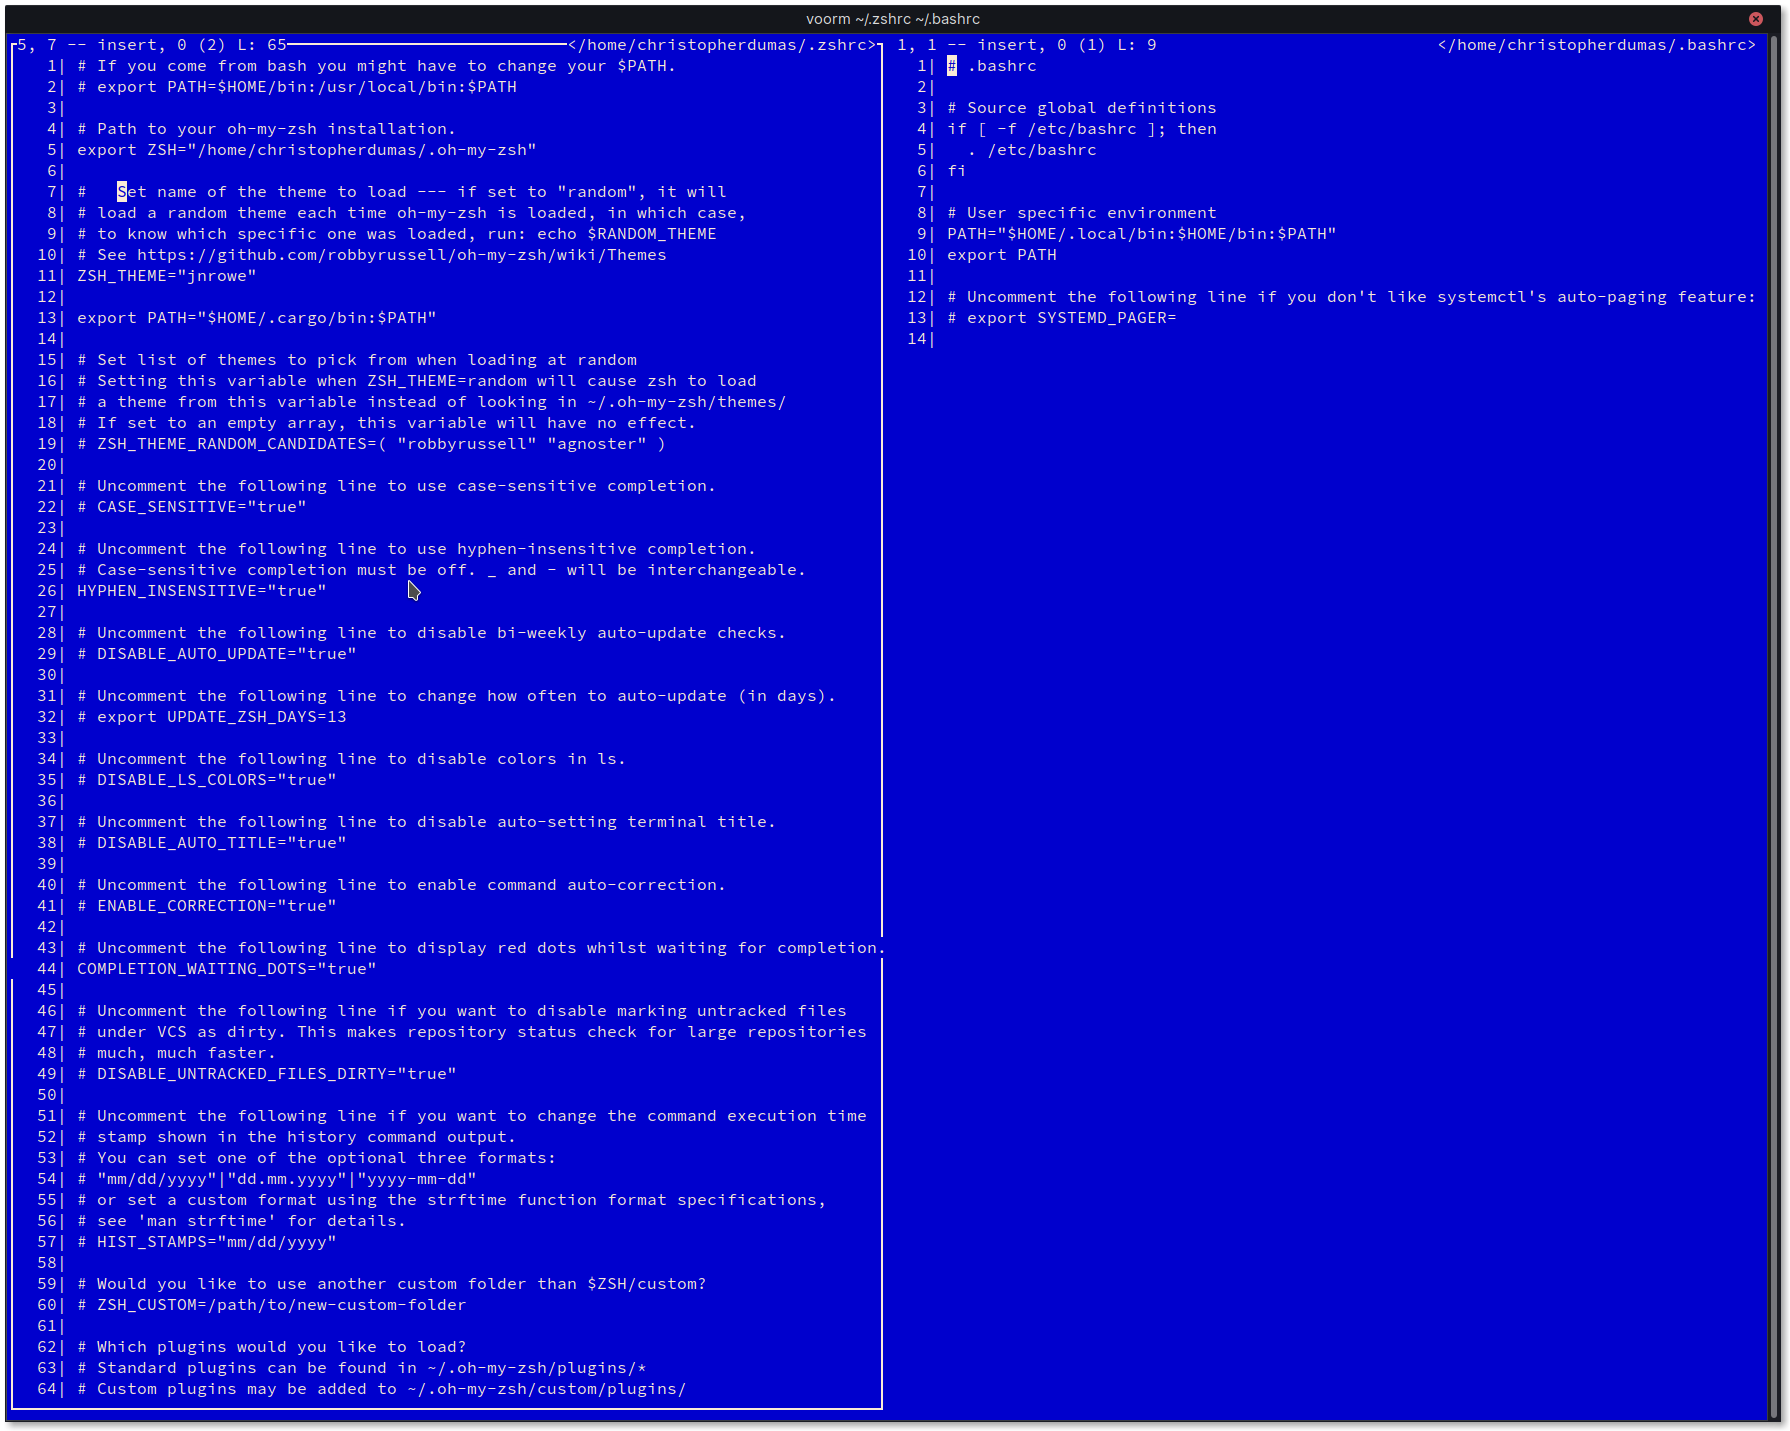 voorm ~/.zshrc ~/.bashrc
5, 7 -- insert, 0 (2) L: 65 </home/christopherdumas/.zshrc>
1| # If you come from bash you might have to change your $PATH.
2| # export PATH=$HOME/bin:/usr/local/bin:$PATH
3|
4| # Path to your oh-my-zsh installation.
5| export ZSH="/home/christopherdumas/.oh-my-zsh"
6|
7| #   Set name of the theme to load --- if set to "random", it will
8| # load a random theme each time oh-my-zsh is loaded, in which case,
9| # to know which specific one was loaded, run: echo $RANDOM_THEME
10| # See https://github.com/robbyrussell/oh-my-zsh/wiki/Themes
11| ZSH_THEME="jnrowe"
12|
13| export PATH="$HOME/.cargo/bin:$PATH"
14|
15| # Set list of themes to pick from when loading at random
16| # Setting this variable when ZSH_THEME=random will cause zsh to load
17| # a theme from this variable instead of looking in ~/.oh-my-zsh/themes/
18| # If set to an empty array, this variable will have no effect.
19| # ZSH_THEME_RANDOM_CANDIDATES=( "robbyrussell" "agnoster" )
20|
21| # Uncomment the following line to use case-sensitive completion.
22| # CASE_SENSITIVE="true"
23|
24| # Uncomment the following line to use hyphen-insensitive completion.
25| # Case-sensitive completion must be off. _ and - will be interchangeable.
26| HYPHEN_INSENSITIVE="true"
27|
28| # Uncomment the following line to disable bi-weekly auto-update checks.
29| # DISABLE_AUTO_UPDATE="true"
30|
31| # Uncomment the following line to change how often to auto-update (in days).
32| # export UPDATE_ZSH_DAYS=13
33|
34| # Uncomment the following line to disable colors in ls.
35| # DISABLE_LS_COLORS="true"
36|
37| # Uncomment the following line to disable auto-setting terminal title.
38| # DISABLE_AUTO_TITLE="true"
39|
40| # Uncomment the following line to enable command auto-correction.
41| # ENABLE_CORRECTION="true"
42|
43| # Uncomment the following line to display red dots whilst waiting for completion.
44| COMPLETION_WAITING_DOTS="true"
45|
46| # Uncomment the following line if you want to disable marking untracked files
47| # under VCS as dirty. This makes repository status check for large repositories
48| # much, much faster.
49| # DISABLE_UNTRACKED_FILES_DIRTY="true"
50|
51| # Uncomment the following line if you want to change the command execution time
52| # stamp shown in the history command output.
53| # You can set one of the optional three formats:
54| # "mm/dd/yyyy"|"dd.mm.yyyy"|"yyyy-mm-dd"
55| # or set a custom format using the strftime function format specifications,
56| # see 'man strftime' for details.
57| # HIST_STAMPS="mm/dd/yyyy"
58|
59| # Would you like to use another custom folder than $ZSH/custom?
60| # ZSH_CUSTOM=/path/to/new-custom-folder
61|
62| # Which plugins would you like to load?
63| # Standard plugins can be found in ~/.oh-my-zsh/plugins/*
64| # Custom plugins may be added to ~/.oh-my-zsh/custom/plugins/
1, 1 -- insert, 0 (1) L: 9 </home/christopherdumas/.bashrc>
1| # .bashrc
2|
3| # Source global definitions
4| if [ -f /etc/bashrc ]; then
5|   . /etc/bashrc
6| fi
7|
8| # User specific environment
9| PATH="$HOME/.local/bin:$HOME/bin:$PATH"
10| export PATH
11|
12| # Uncomment the following line if you don't like systemctl's auto-paging feature:
13| # export SYSTEMD_PAGER=
14|